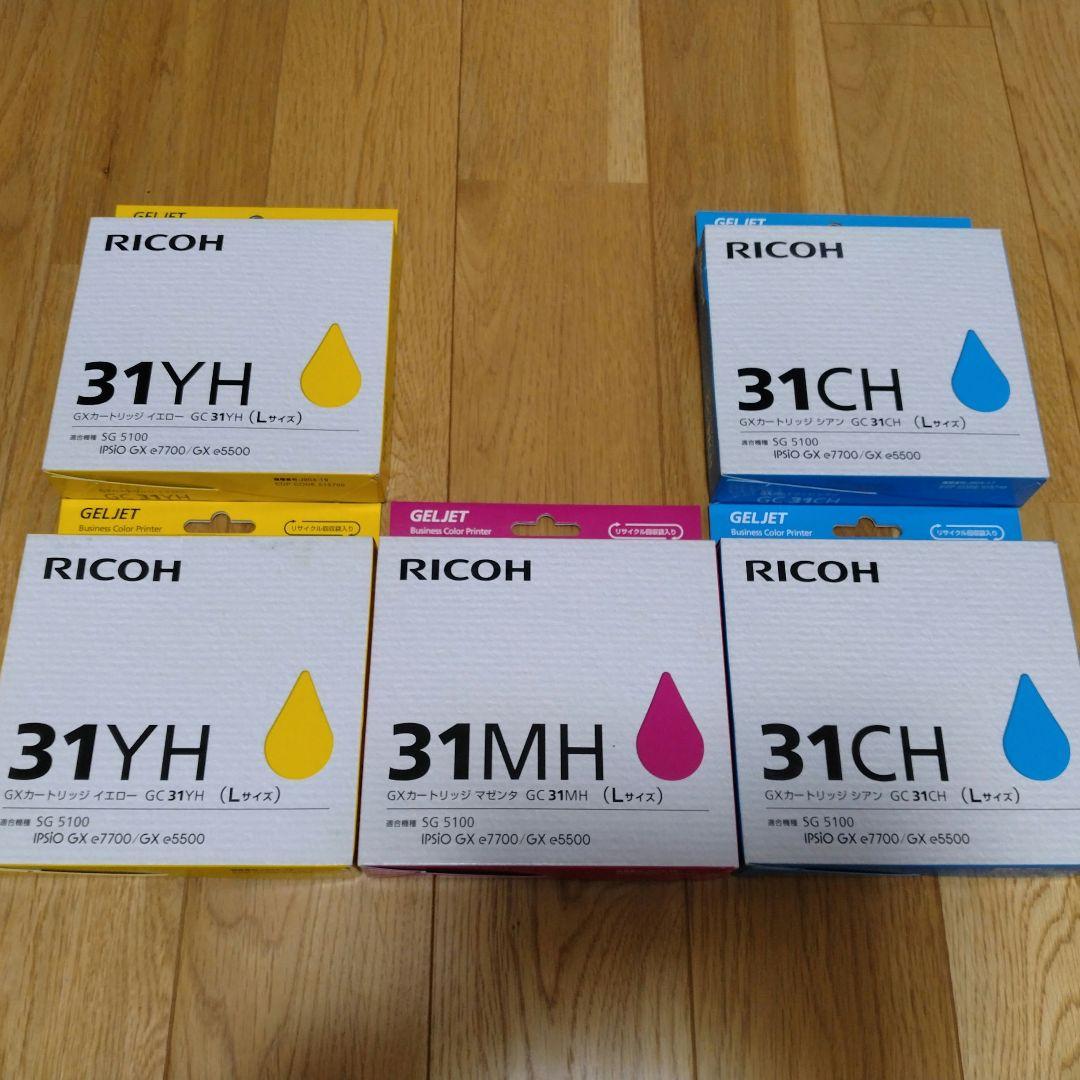 GELJET
RICOH
31YH
GXカートリッジ イエロー GC 31YH (Lサイズ)
適合機種 SG 5100
IPSiO GX e7700/GX e5500
GC 31YH
GELJET
RICOH
31CH
GXカートリッジ シアン GC 31CH (Lサイズ)
適合機種 SG 5100
IPSiO GX e7700/GX e5500
GC 31CH
GELJET
Business Color Printer
リサイクル回収袋入り
RICOH
31YH
GXカートリッジ イエロー GC 31YH (Lサイズ)
適合機種 SG 5100
IPSiO GX e7700/GX e5500
GELJET
Business Color Printer
リサイクル回収袋入り
RICOH
31MH
GXカートリッジ マゼンタ GC 31MH (Lサイズ)
適合機種 SG 5100
IPSiO GX e7700/GX e5500
GELJET
Business Color Printer
リサイクル回収袋入り
RICOH
31CH
GXカートリッジ シアン GC 31CH (Lサイズ)
適合機種 SG 5100
IPSiO GX e7700/GX e5500